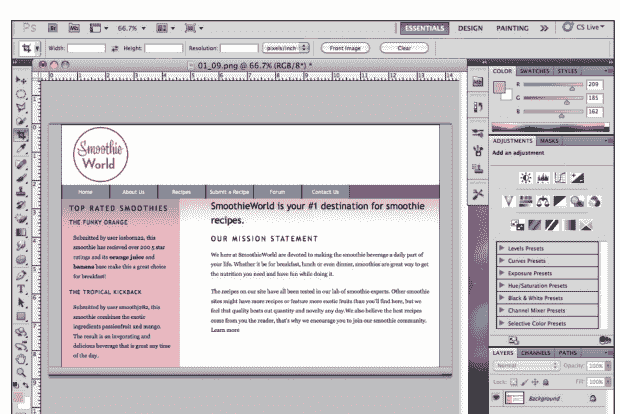 Ps Br Mb 66.7% ESSENTIALS DESIGN PAINTING >> CS Live
Width: Height: Resolution: pixels/inch Front Image Clear
01_09.png @ 66.7% (RGB/8*) *
COLOR SWATCHES STYLES
R 209
G 185
B 162
ADJUSTMENTS MASKS
Add an adjustment
Levels Presets
Curves Presets
Exposure Presets
Hue/Saturation Presets
Black & White Presets
Channel Mixer Presets
Selective Color Presets
LAYERS CHANNELS PATHS
Normal Opacity: 100%
Lock: Fill: 100%
Background
Smoothie
World
Home About Us Recipes Submit a Recipe Forum Contact Us
TOP RATED SMOOTHIES
THE FUNKY ORANGE
Submitted by user
smoothie has recieved over 200 5 star
ratings and its orange juice and
banana base make this a great choice
for breakfast!
THE TROPICAL KICKBACK
Submitted by user this
smoothie combines the exotic
ingredients passionfruit and mango.
The result is an invigorating and
delicious beverage that is great any time
of the day.
SmoothieWorld is your #1 destination for smoothie
recipes.
OUR MISSION STATEMENT
We here at SmoothieWorld are devoted to making the smoothie beverage a daily part of
your life. Whether it be for breakfast, lunch or even dinner, smoothies are great way to get
the nutrition you need and have fun while doing it.
The recipes on our site have all been tested in our lab of smoothie experts. Other smoothie
sites might have more recipes or feature more exotic fruits than you'll find here, but we
feel that quality beats out quantity and novelty any day.We also believe the best recipes
come from you the reader, that's why we encourage you to join our smoothie community.
Learn more